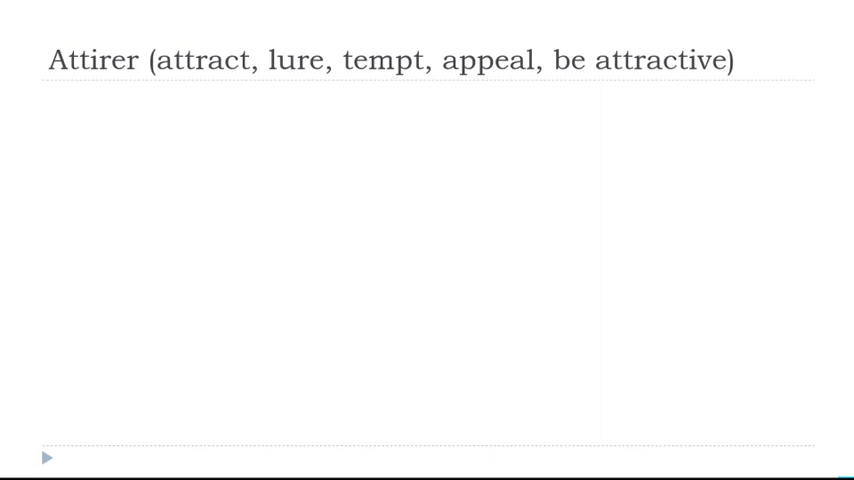 Attirer (attract, lure, tempt, appeal, be attractive)